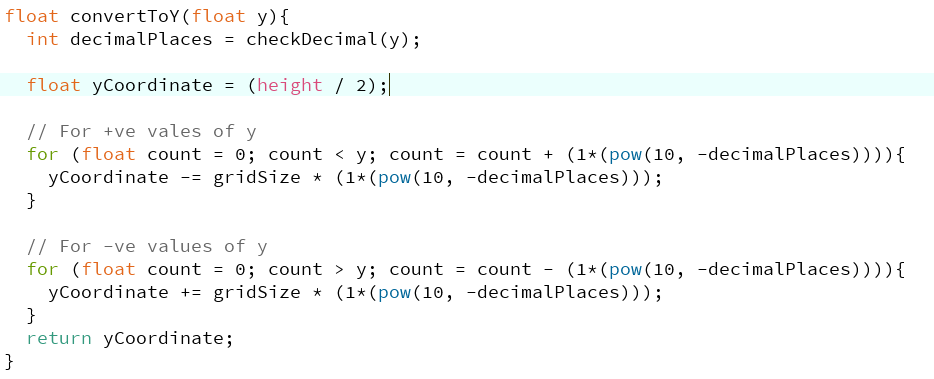 float convertToY(float y){
  int decimalPlaces = checkDecimal(y);
  float yCoordinate = (height / 2);
  // For +ve vales of y
  for (float count = 0; count < y; count = count + (1*(pow(10, -decimalPlaces)))){
    yCoordinate -= gridSize * (1*(pow(10, -decimalPlaces)));
  }
  // For -ve values of y
  for (float count = 0; count > y; count = count - (1*(pow(10, -decimalPlaces)))){
    yCoordinate += gridSize * (1*(pow(10, -decimalPlaces)));
  }
  return yCoordinate;
}